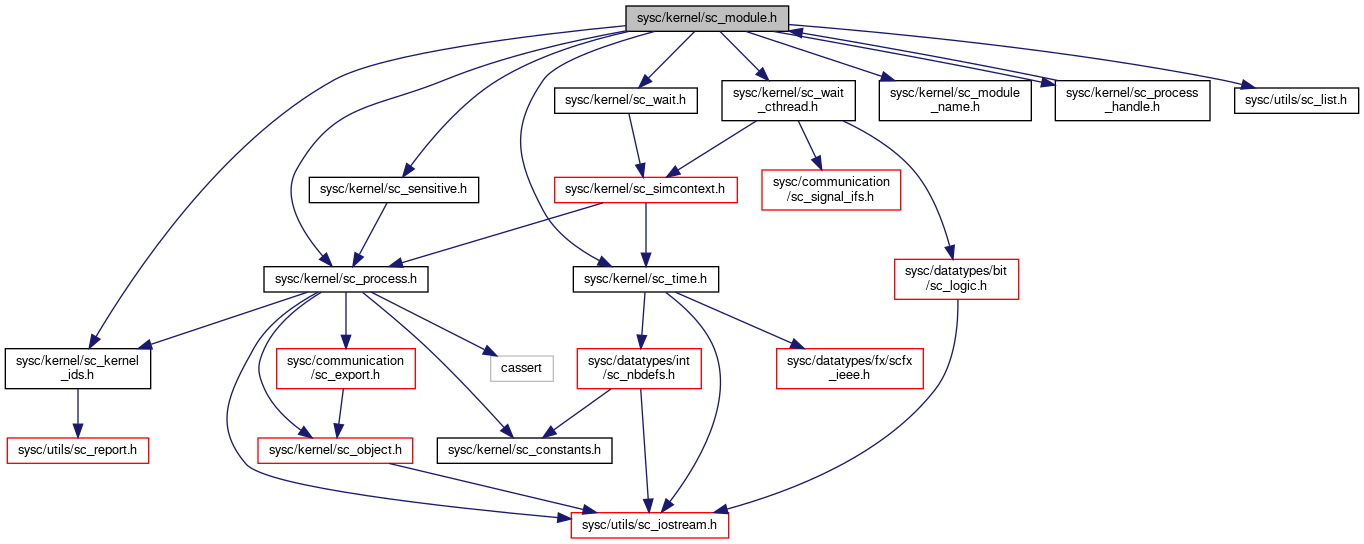 sysc/kernel/sc_module.h
sysc/kernel/sc_wait.h
sysc/kernel/sc_wait
_cthread.h
sysc/kernel/sc_module
_name.h
sysc/kernel/sc_process
_handle.h
sysc/utils/sc_list.h
sysc/kernel/sc_sensitive.h
sysc/kernel/sc_simcontext.h
sysc/communication
/sc_signal_ifs.h
sysc/kernel/sc_process.h
sysc/kernel/sc_time.h
sysc/datatypes/bit
/sc_logic.h
sysc/kernel/sc_kernel
_ids.h
sysc/communication
/sc_export.h
cassert
sysc/datatypes/int
/sc_nbdefs.h
sysc/datatypes/fx/scfx
_ieee.h
sysc/utils/sc_report.h
sysc/kernel/sc_object.h
sysc/kernel/sc_constants.h
sysc/utils/sc_iostream.h